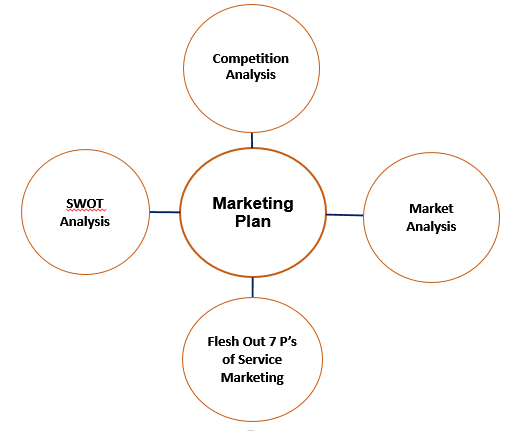 Competition
Analysis
SWOT
Analysis
Marketing
Plan
Market
Analysis
Flesh Out 7 P's
of Service
Marketing